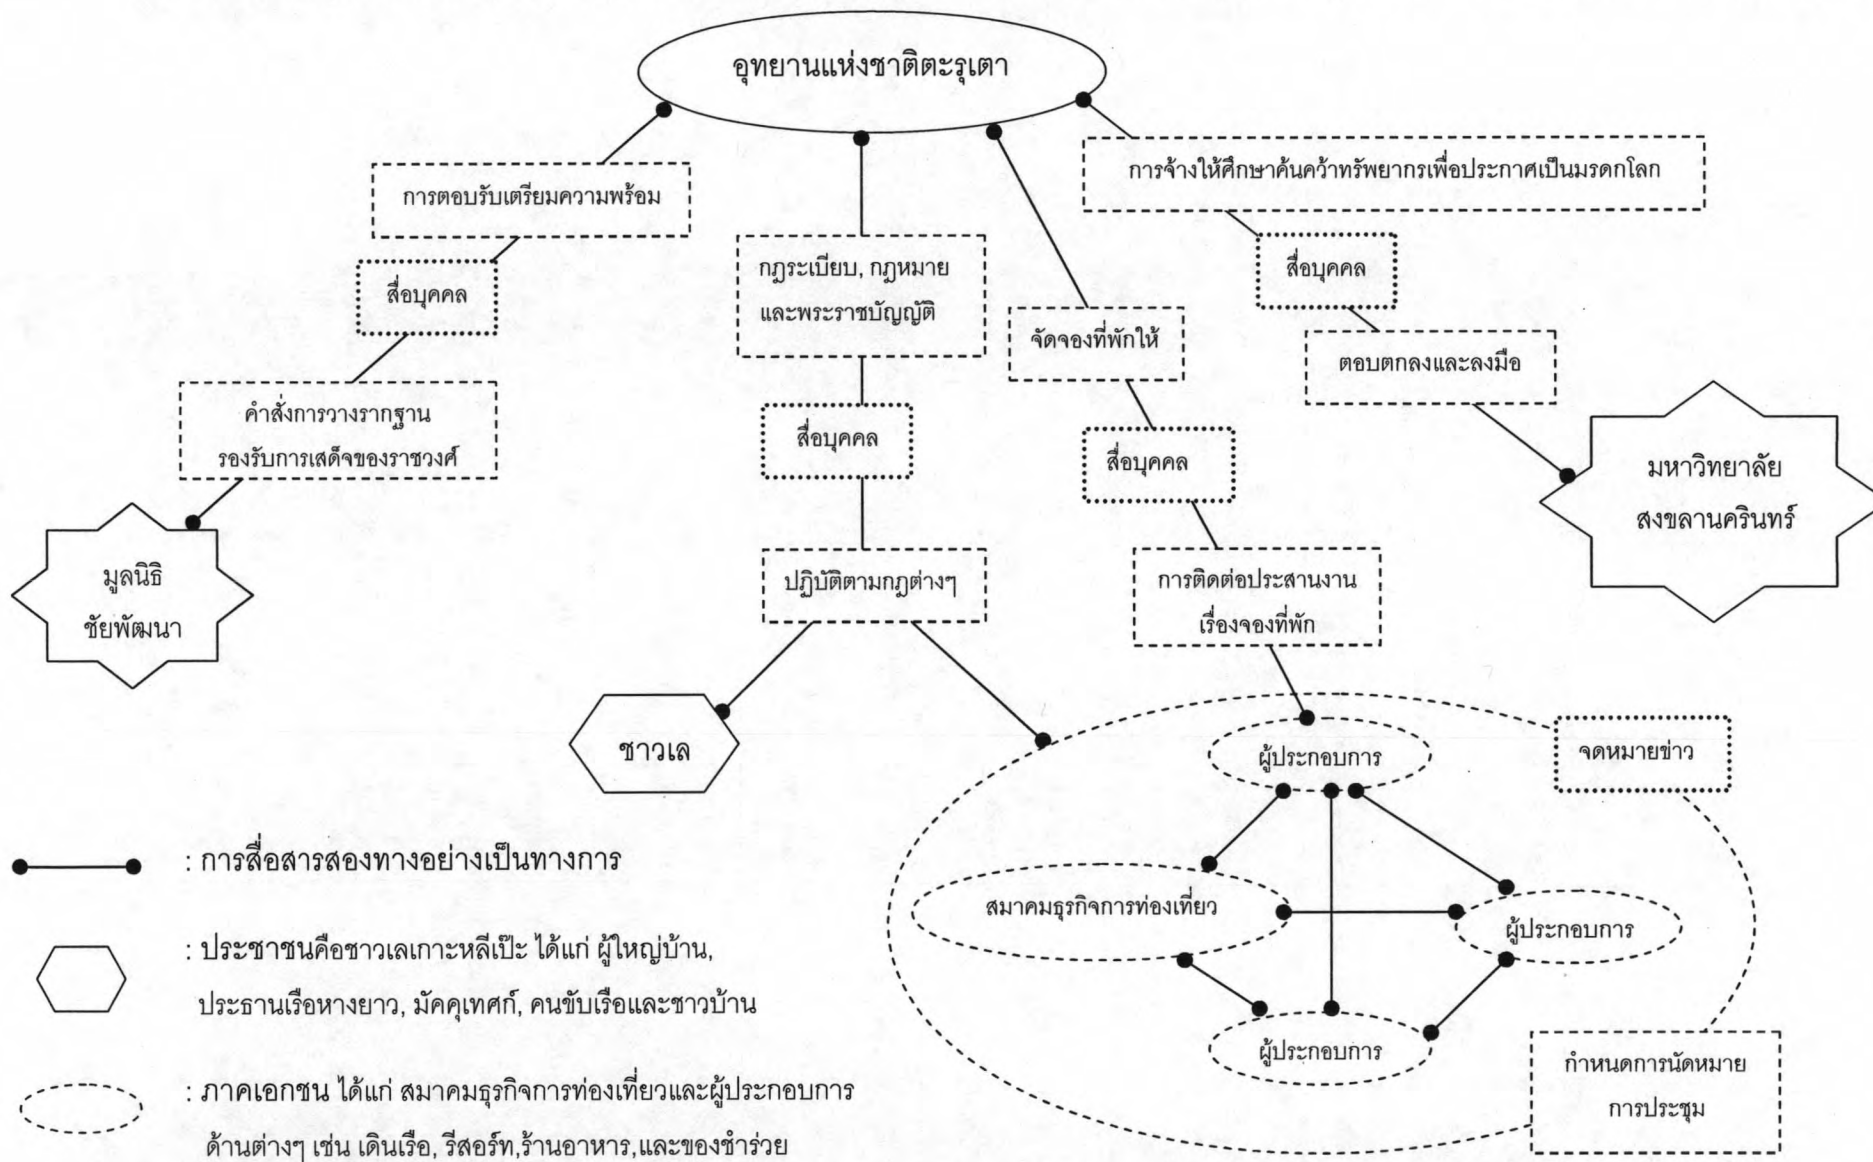 อุทยานแห่งชาติตะรุเตา
การตอบรับเตรียมความพร้อม
สื่อบุคคล
คำสั่งการวางรากฐาน
รองรับการเสด็จของราชวงศ์
มูลนิธิ
ชัยพัฒนา
กฎระเบียบ, กฎหมาย
และพระราชบัญญัติ
สื่อบุคคล
ปฏิบัติตามกฎต่างๆ
ชาวเล
จัดจองที่พักให้
สื่อบุคคล
การติดต่อประสานงาน
เรื่องจองที่พัก
การจ้างให้ศึกษาค้นคว้าทรัพยากรเพื่อประกาศเป็นมรดกโลก
สื่อบุคคล
ตอบตกลงและลงมือ
มหาวิทยาลัย
สงขลานครินทร์
ผู้ประกอบการ
จดหมายข่าว
สมาคมธุรกิจการท่องเที่ยว
ผู้ประกอบการ
ผู้ประกอบการ
กำหนดการนัดหมาย
การประชุม
: การสื่อสารสองทางอย่างเป็นทางการ
: ประชาชนคือชาวเลเกาะหลีเป๊ะ ได้แก่ ผู้ใหญ่บ้าน,
ประธานเรือหางยาว, มัคคุเทศก์, คนขับเรือและชาวบ้าน
: ภาคเอกชน ได้แก่ สมาคมธุรกิจการท่องเที่ยวและผู้ประกอบการ
ด้านต่างๆ เช่น เดินเรือ, รีสอร์ท,ร้านอาหาร,และของชำร่วย